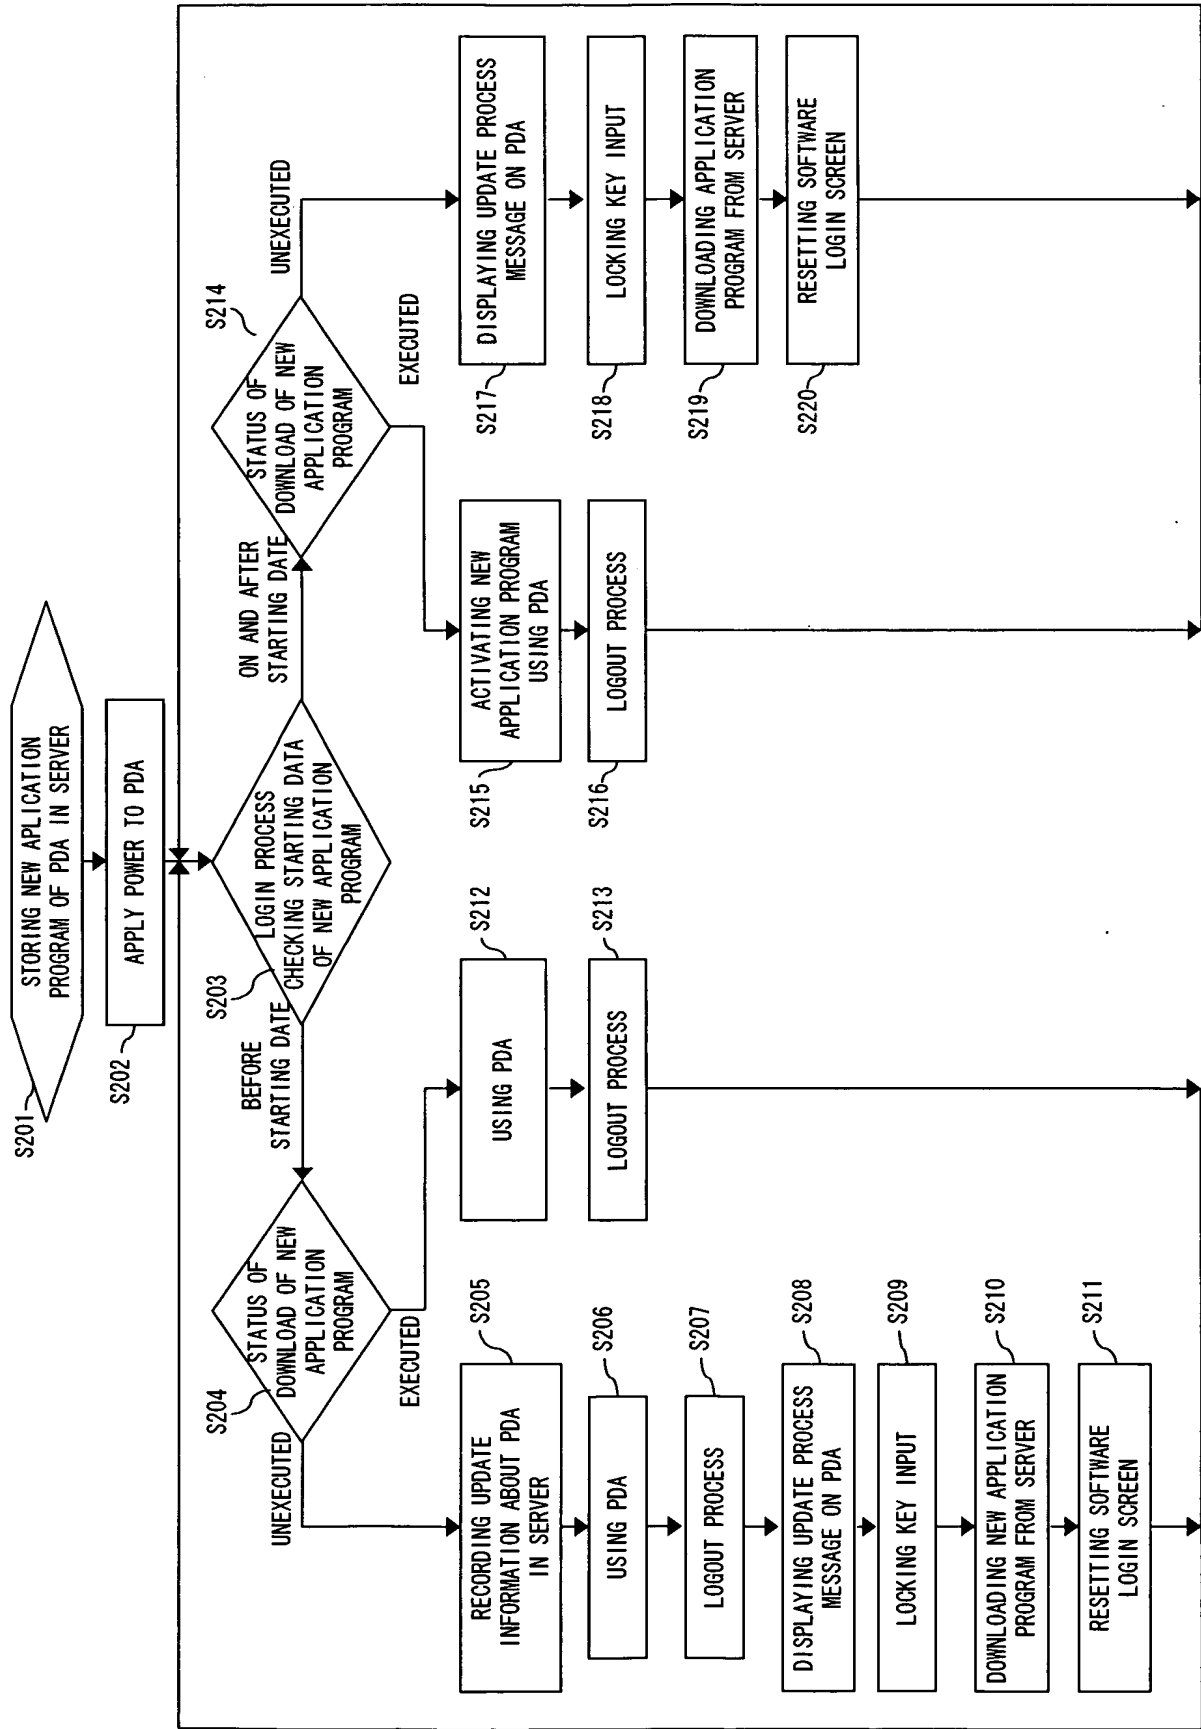 S201
STORING NEW APLICATION
PROGRAM OF PDA IN SERVER
S202
APPLY POWER TO PDA
S203
LOGIN PROCESS
CHECKING STARTING DATA
OF NEW APPLICATION
PROGRAM
BEFORE
STARTING DATE
ON AND AFTER
STARTING DATE
S204
STATUS OF
DOWNLOAD OF NEW
APPLICATION
PROGRAM
UNEXECUTED
EXECUTED
S205
RECORDING UPDATE
INFORMATION ABOUT PDA
IN SERVER
S206
USING PDA
S207
LOGOUT PROCESS
S208
DISPLAYING UPDATE PROCESS
MESSAGE ON PDA
S209
LOCKING KEY INPUT
S210
DOWNLOADING NEW APPLICATION
PROGRAM FROM SERVER
S211
RESETTING SOFTWARE
LOGIN SCREEN
S212
USING PDA
S213
LOGOUT PROCESS
S214
STATUS OF
DOWNLOAD OF NEW
APPLICATION
PROGRAM
UNEXECUTED
EXECUTED
S215
ACTIVATING NEW
APPLICATION PROGRAM
USING PDA
S216
LOGOUT PROCESS
S217
DISPLAYING UPDATE PROCESS
MESSAGE ON PDA
S218
LOCKING KEY INPUT
S219
DOWNLOADING APPLICATION
PROGRAM FROM SERVER
S220
RESETTING SOFTWARE
LOGIN SCREEN